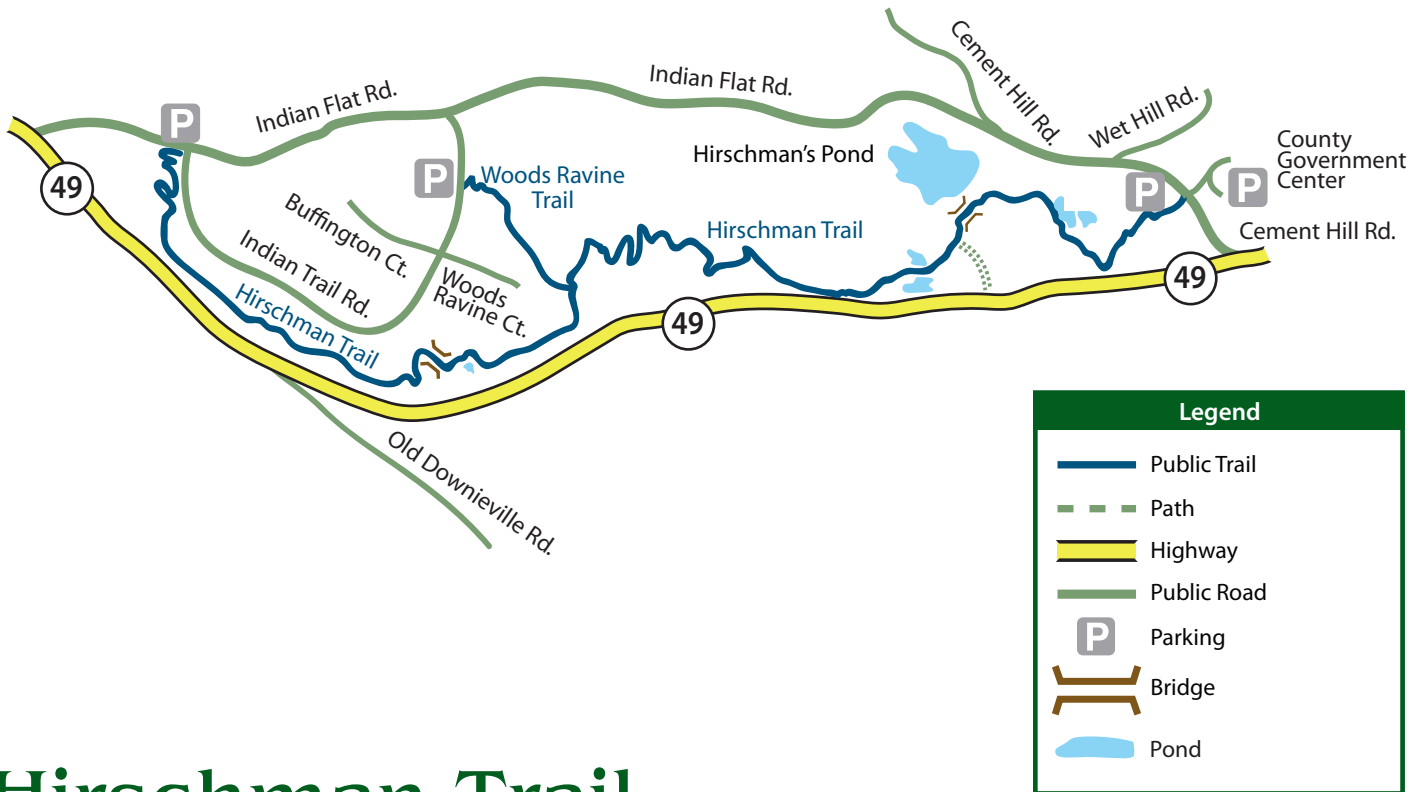 Cement Hill Rd.
Indian Flat Rd.
Indian Flat Rd.
Wet Hill Rd.
P
49
Hirschman's Pond
County
Government
Center
P
P
P
Woods Ravine
Trail
Buffington Ct.
Hirschman Trail
Cement Hill Rd.
Indian Trail Rd.
Woods
Ravine Ct.
49
Hirschman Trail
49
Old Downieville Rd.
Legend
Public Trail
Path
Highway
Public Road
P
Parking
Bridge
Pond
Hirschman Trail